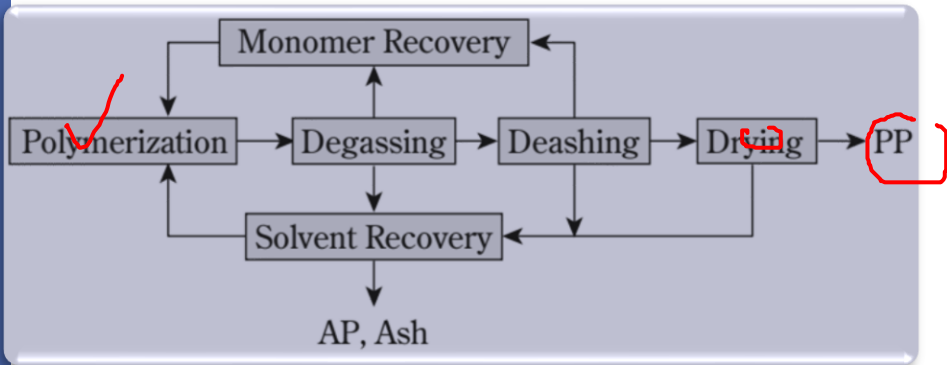 Monomer Recovery
Polymerization
Degassing
Deashing
Drying
PP
Solvent Recovery
AP, Ash